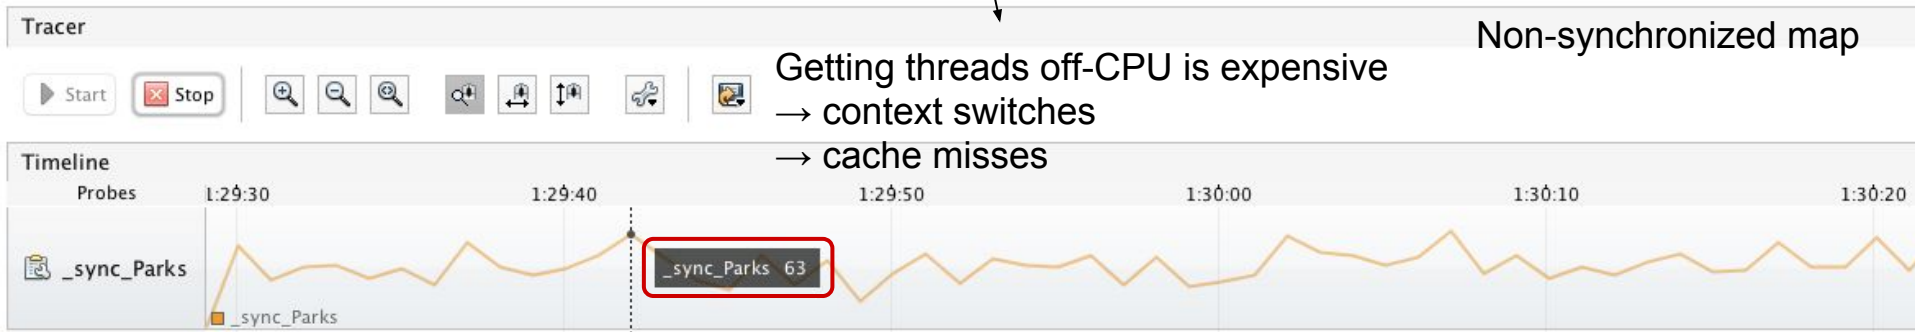 Tracer
Non-synchronized map
Getting threads off-CPU is expensive
→ context switches
→ cache misses
Start
Stop
Timeline
Probes
1:29:30
1:29:40
1:29:50
1:30:00
1:30:10
1:30:20
_sync_Parks
_sync_Parks 63
_sync_Parks